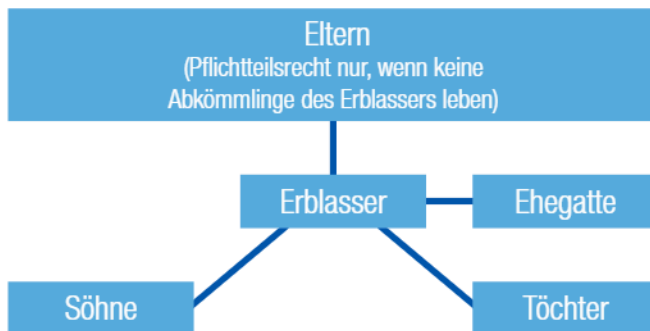 Eltern
(Pflichtteilsrecht nur, wenn keine
Abkömmlinge des Erblassers leben)
Erblasser
Ehegatte
Söhne
Töchter